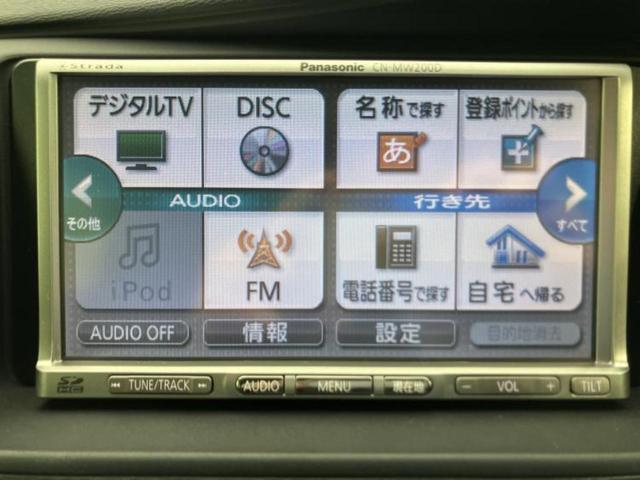 Strada
Panasonic CN-MW200D
デジタルTV
DISC
名称で探す
登録ポイントから探す
あ
その他
AUDIO
行き先
すべて
iPod
FM
電話番号で探す
自宅へ帰る
AUDIO OFF
情報
設定
目的地消去
SD HC
TUNE/TRACK
AUDIO
MENU
現在地
− VOL +
TILT